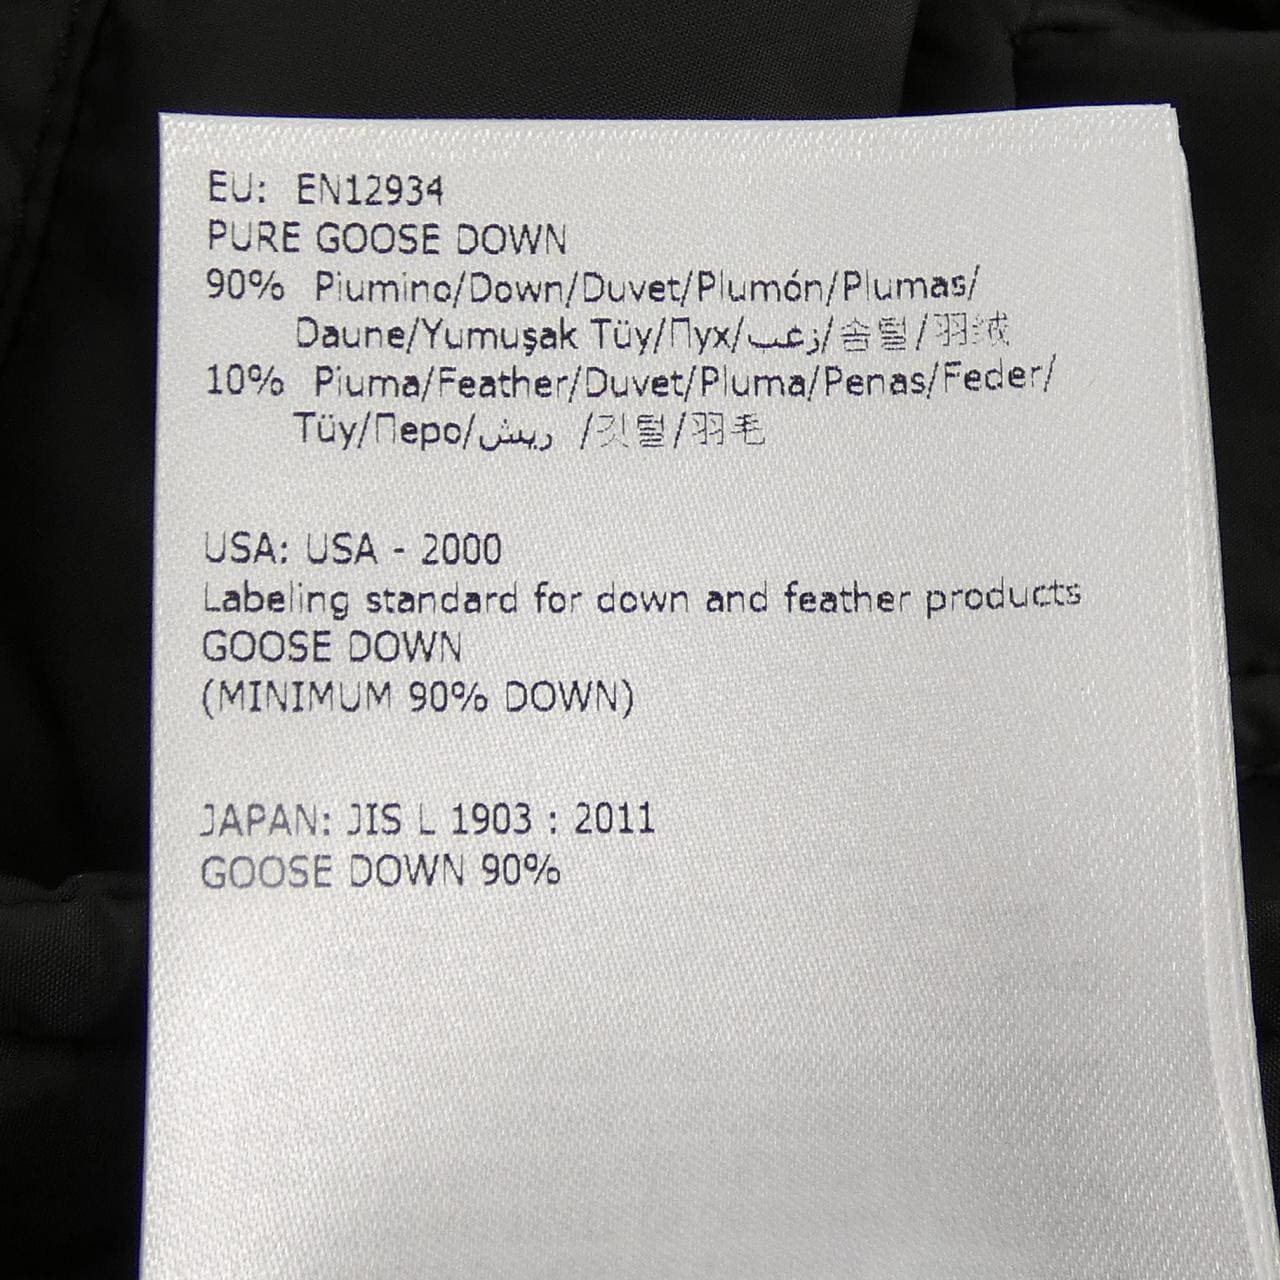 EU: EN12934
PURE GOOSE DOWN
90% Piumino/Down/Duvet/Plumón/Plumas/
Daune/Yumuşak Tüy/Пух/زغب/솜털/羽绒
10% Piuma/Feather/Duvet/Pluma/Penas/Feder/
Tüy/Перо/ريش /깃털/羽毛
USA: USA - 2000
Labeling standard for down and feather products
GOOSE DOWN
(MINIMUM 90% DOWN)
JAPAN: JIS L 1903 : 2011
GOOSE DOWN 90%